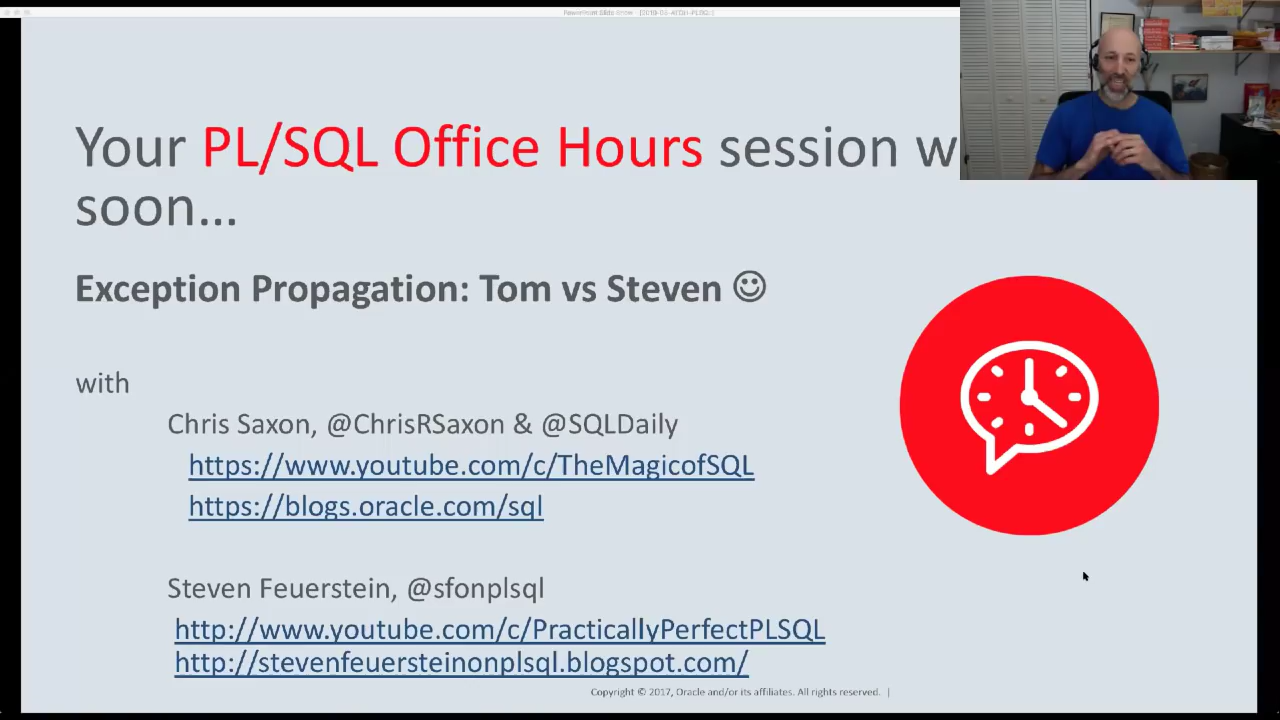 Your PL/SQL Office Hours session w
soon...
Exception Propagation: Tom vs Steven
with
Chris Saxon, @ChrisRSaxon & @SQLDaily
https://www.youtube.com/c/TheMagicofSQL
https://blogs.oracle.com/sql
Steven Feuerstein, @sfonplsql
http://www.youtube.com/c/PracticallyPerfectPLSQL
http://stevenfeuersteinonplsql.blogspot.com/
Copyright © 2017, Oracle and/or its affiliates. All rights reserved. |